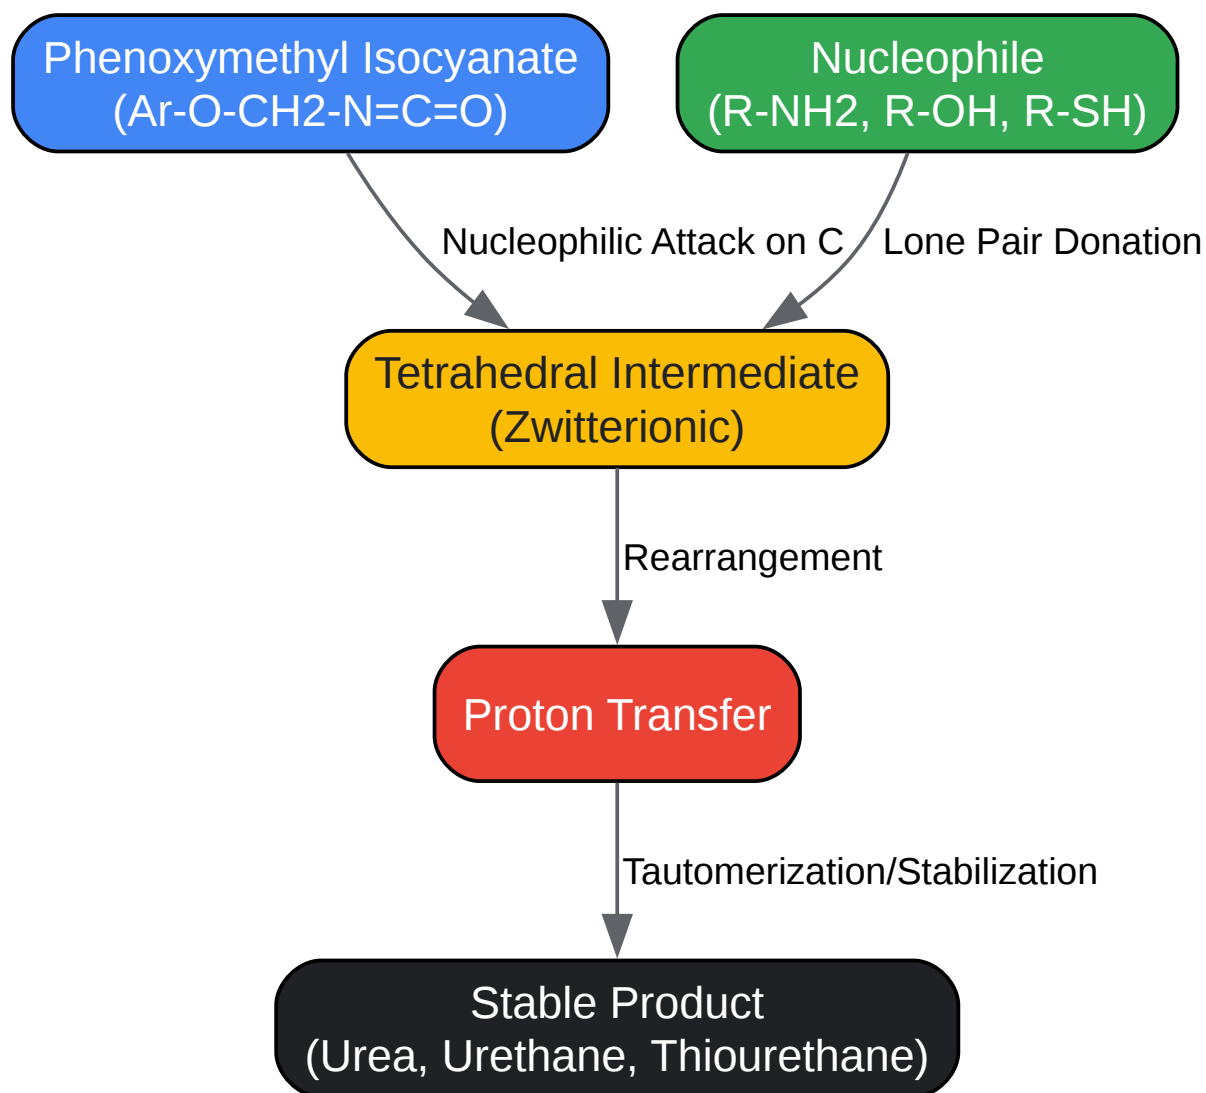 Phenoxymethyl Isocyanate
(Ar-O-CH2-N=C=O)
Nucleophile
(R-NH2, R-OH, R-SH)
Nucleophilic Attack on C
Lone Pair Donation
Tetrahedral Intermediate
(Zwitterionic)
Rearrangement
Proton Transfer
Tautomerization/Stabilization
Stable Product
(Urea, Urethane, Thiourethane)